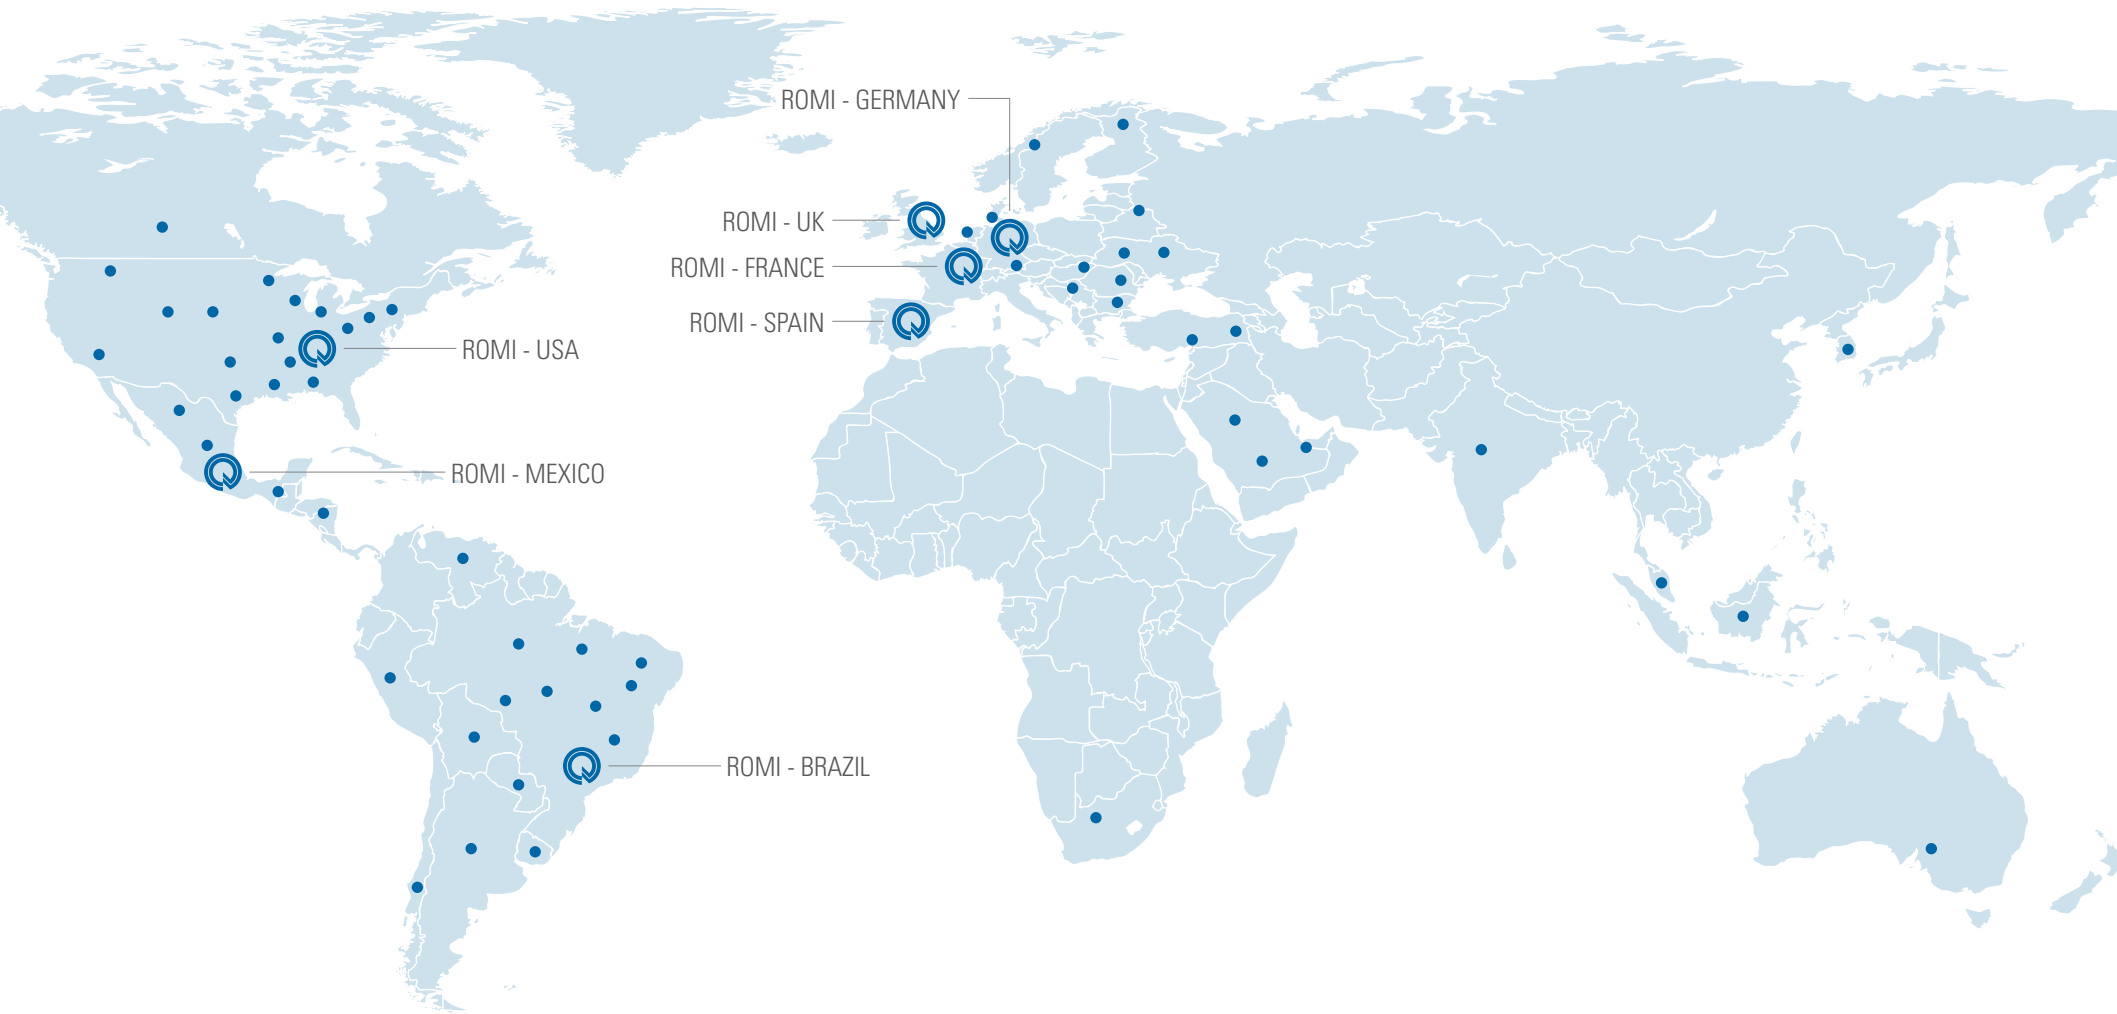 ROMI - GERMANY
ROMI - UK
ROMI - FRANCE
ROMI - SPAIN
ROMI - USA
ROMI - MEXICO
ROMI - BRAZIL